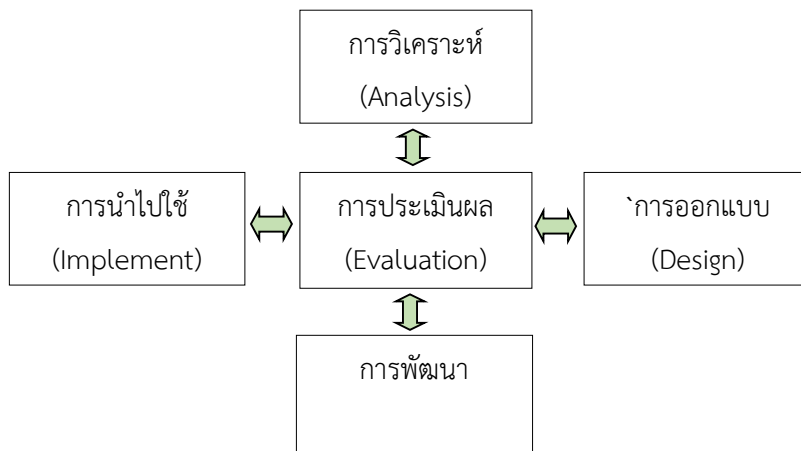 การวิเคราะห์
(Analysis)
การนำไปใช้
(Implement)
การประเมินผล
(Evaluation)
`การออกแบบ
(Design)
การพัฒนา